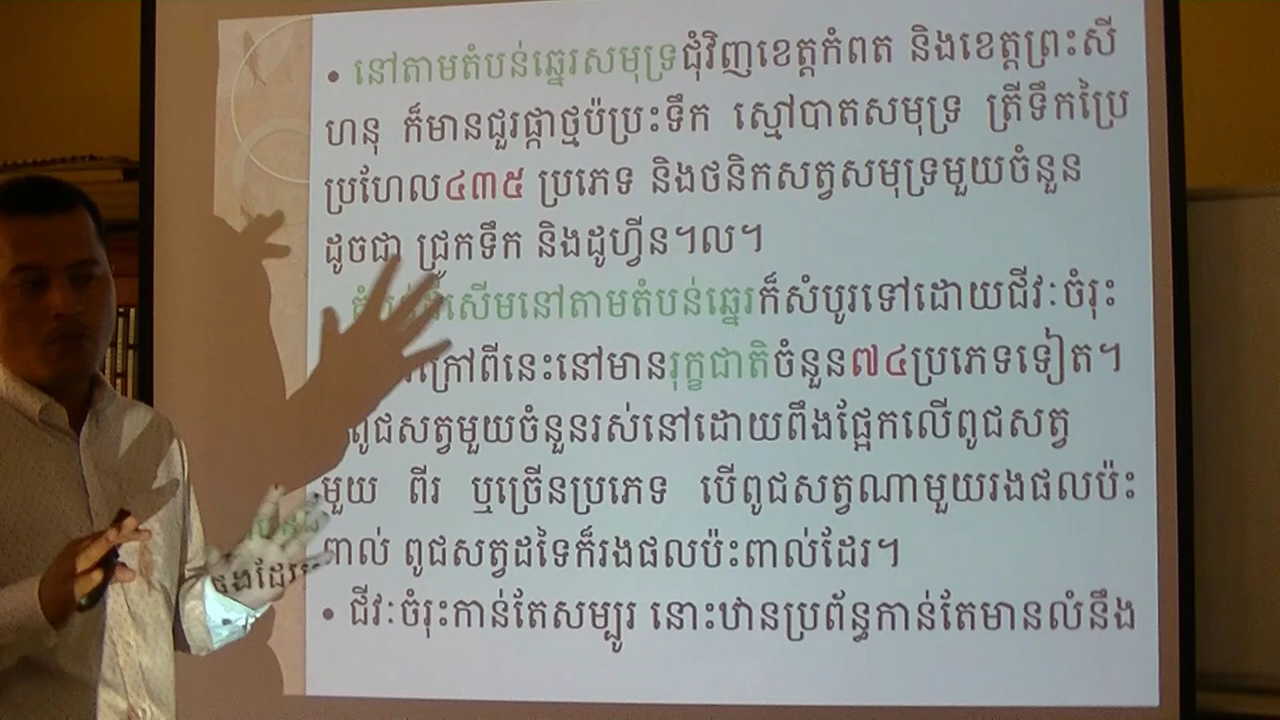 • នៅតាមតំបន់ឆ្នេរសមុទ្រជុំវិញខេត្តកំពត និងខេត្តព្រះសី
ហនុ ក៏មានជួរផ្កាថ្មប៉ប្រះទឹក ស្មៅបាតសមុទ្រ ត្រីទឹកប្រៃ
ប្រហែល៤៣៥ ប្រភេទ និងថនិកសត្វសមុទ្រមួយចំនួន
ដូចជា ជ្រូកទឹក និងដូហ្វីន។ល។
សើមនៅតាមតំបន់ឆ្នេរក៏សំបូរទៅដោយជីវៈចំរុះ
ក្រៅពីនេះនៅមានរុក្ខជាតិចំនួន៧៤ប្រភេទទៀត។
ពូជសត្វមួយចំនួនរស់នៅដោយពឹងផ្អែកលើពូជសត្វ
មួយ ពីរ ឬច្រើនប្រភេទ បើពូជសត្វណាមួយរងផលប៉ះ
ពាល់ ពូជសត្វដទៃក៏រងផលប៉ះពាល់ដែរ។
• ជីវៈចំរុះកាន់តែសម្បូរ នោះឋានប្រព័ន្ធកាន់តែមានលំនឹង